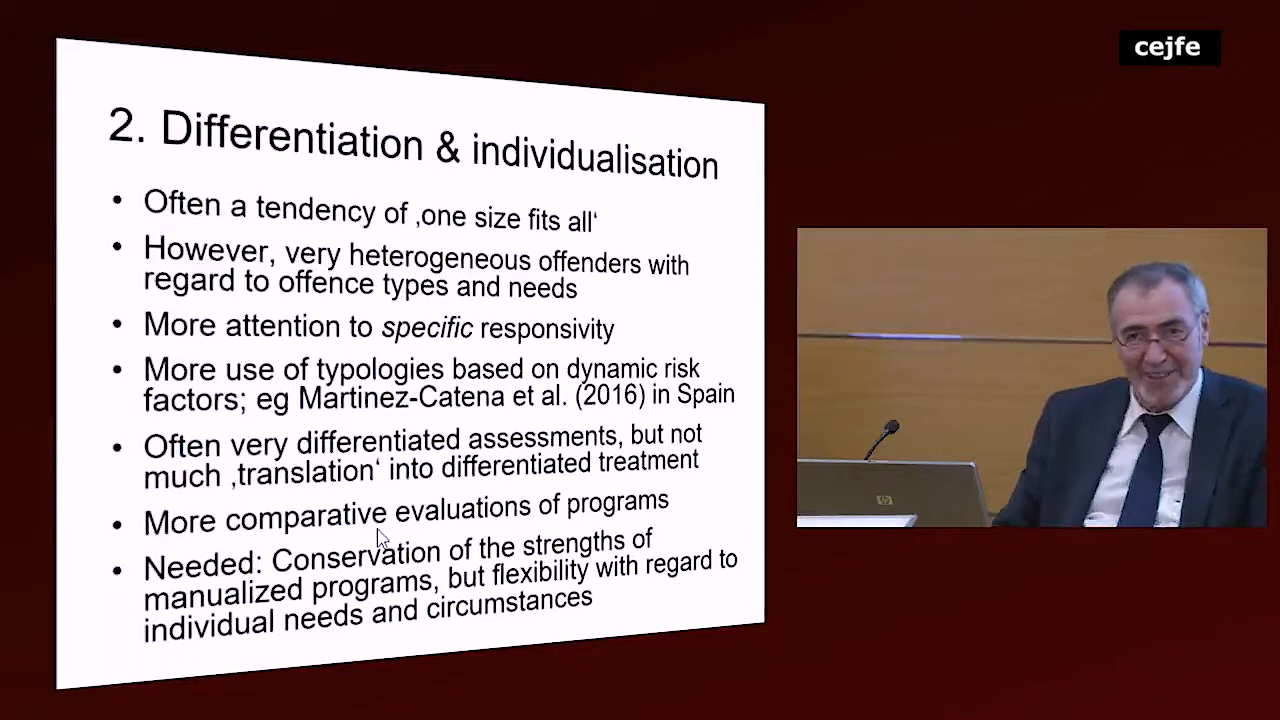 cejfe
2. Differentiation & individualisation
• Often a tendency of ‚one size fits all‘
• However, very heterogeneous offenders with
regard to offence types and needs
• More attention to specific responsivity
• More use of typologies based on dynamic risk
factors; eg Martinez-Catena et al. (2016) in Spain
• Often very differentiated assessments, but not
much ‚translation‘ into differentiated treatment
• More comparative evaluations of programs
• Needed: Conservation of the strengths of
manualized programs, but flexibility with regard to
individual needs and circumstances
hp